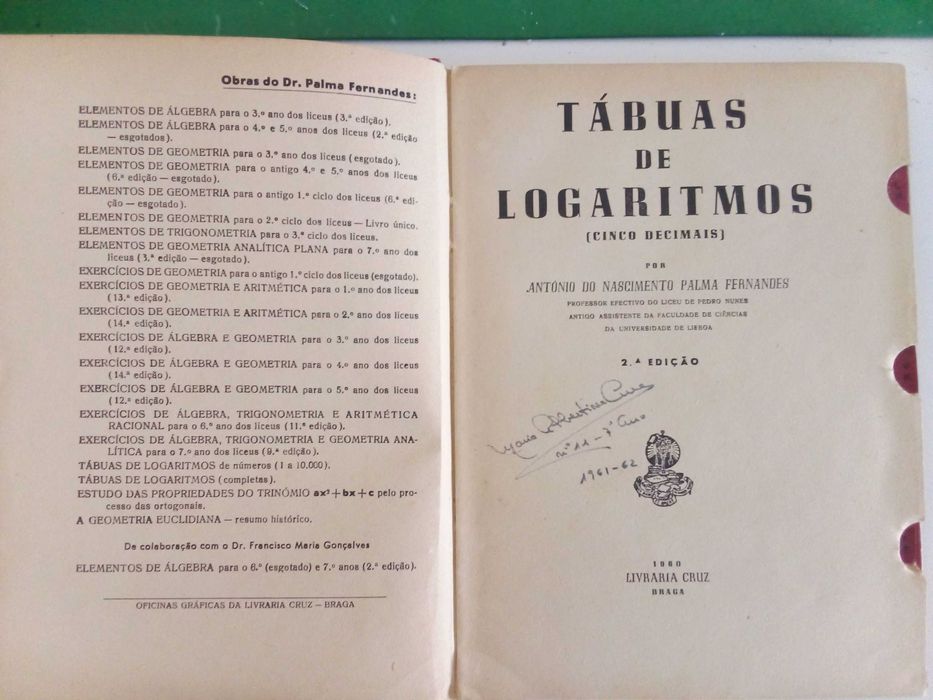 Obras do Dr. Palma Fernandes:
ELEMENTOS DE ÁLGEBRA para o 3.º ano dos liceus (3.ª edição).
ELEMENTOS DE ÁLGEBRA para o 4.º e 5.º anos dos liceus (2.ª edição
— esgotados).
ELEMENTOS DE GEOMETRIA para o 3.º ano dos liceus (esgotado).
ELEMENTOS DE GEOMETRIA para o antigo 4.º e 5.º anos dos liceus
(6.ª edição — esgotado).
ELEMENTOS DE GEOMETRIA para o antigo 1.º ciclo dos liceus (6.ª edi-
ção — esgotado).
ELEMENTOS DE GEOMETRIA para o 2.º ciclo dos liceus — Livro único.
ELEMENTOS DE TRIGONOMETRIA para o 3.º ciclo dos liceus.
ELEMENTOS DE GEOMETRIA ANALÍTICA PLANA para o 7.º ano dos
liceus (3.ª edição — esgotado).
EXERCÍCIOS DE GEOMETRIA para o antigo 1.º ciclo dos liceus (esgotado).
EXERCÍCIOS DE GEOMETRIA E ARITMÉTICA para o 1.º ano dos liceus
(13.ª edição).
EXERCÍCIOS DE GEOMETRIA E ARITMÉTICA para o 2.º ano dos liceus
(14.ª edição).
EXERCÍCIOS DE ÁLGEBRA E GEOMETRIA para o 3.º ano dos liceus
(12.ª edição).
EXERCÍCIOS DE ÁLGEBRA E GEOMETRIA para o 4.º ano dos liceus
(14.ª edição).
EXERCÍCIOS DE ÁLGEBRA E GEOMETRIA para o 5.º ano dos liceus
(12.ª edição).
EXERCÍCIOS DE ÁLGEBRA, TRIGONOMETRIA E ARITMÉTICA
RACIONAL para o 6.º ano dos liceus (11.ª edição).
EXERCÍCIOS DE ÁLGEBRA, TRIGONOMETRIA E GEOMETRIA ANA-
LÍTICA para o 7.º ano dos liceus (9.ª edição).
TÁBUAS DE LOGARITMOS de números (1 a 10.000).
TÁBUAS DE LOGARITMOS (completas).
ESTUDO DAS PROPRIEDADES DO TRINÓMIO ax² + bx + c pelo pro-
cesso das ortogonais.
A GEOMETRIA EUCLIDIANA — resumo histórico.
De colaboração com o Dr. Francisco Maria Gonçalves
ELEMENTOS DE ÁLGEBRA para o 6.º (esgotado) e 7.º anos (2.ª edição).
OFICINAS GRÁFICAS DA LIVRARIA CRUZ — BRAGA
TÁBUAS
DE
LOGARITMOS
(CINCO DECIMAIS)
POR
ANTÓNIO DO NASCIMENTO PALMA FERNANDES
PROFESSOR EFECTIVO DO LICEU DE PEDRO NUNES
ANTIGO ASSISTENTE DA FACULDADE DE CIÊNCIAS
DA UNIVERSIDADE DE LISBOA
2.ª EDIÇÃO
Maria Albertina
nº 11 - 7º Ano
1961-62
1960
LIVRARIA CRUZ
BRAGA